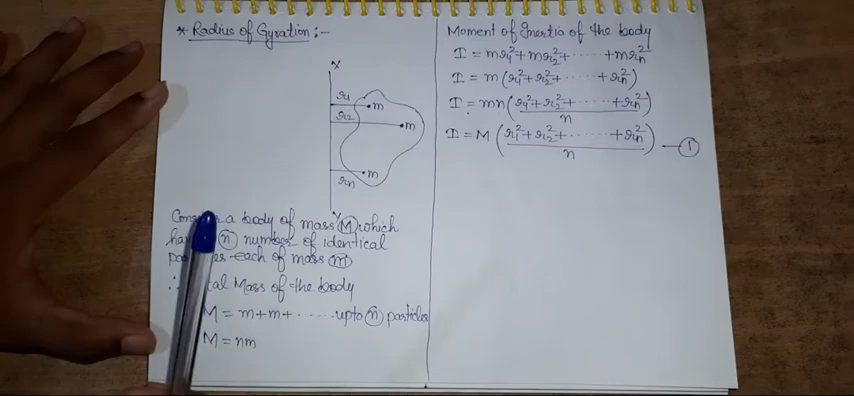 * Radius of Gyration :-
X
r₁ m
r₂ m
rₙ m
Y
a body of mass M which
n number of identical
each of mass m
∴ Mass of the body
M = m+m+ ...... upto n particles
M = nm
Moment of Inertia of the body
I = mr₁²+mr₂²+ ...... +mrₙ²
I = m(r₁²+r₂²+ ...... +rₙ²)
I = mn(r₁²+r₂²+ ...... +rₙ²)/n
I = M(r₁²+r₂²+ ...... +rₙ²)/n —①